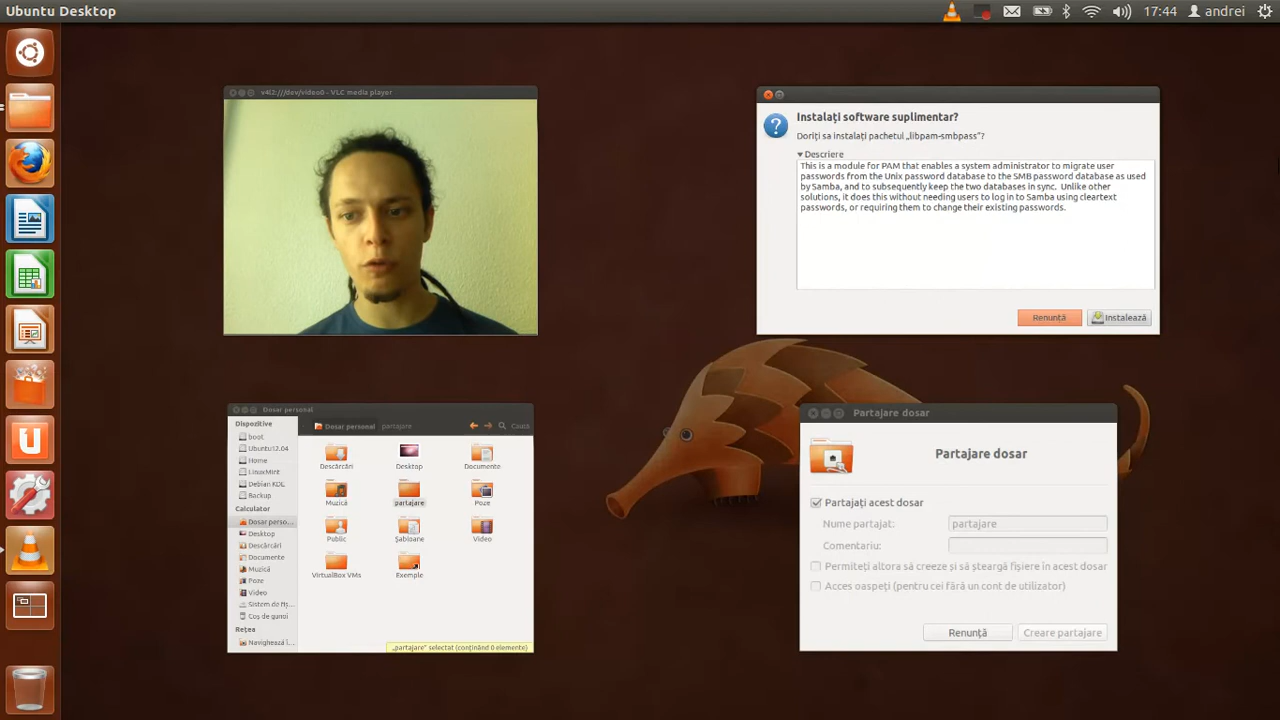 Ubuntu Desktop
17:44
andrei
v4l2:///dev/video0 - VLC media player
Instalați software suplimentar?
Doriți sa instalați pachetul „libpam-smbpass”?
Descriere
This is a module for PAM that enables a system administrator to migrate user
passwords from the Unix password database to the SMB password database as used
by Samba, and to subsequently keep the two databases in sync. Unlike other
solutions, it does this without needing users to log in to Samba using cleartext
passwords, or requiring them to change their existing passwords.
Renunță
Instalează
Dosar personal
Dosar personal
partajare
Caută
Dispozitive
boot
Ubuntu12.04
Home
LinuxMint
Debian KDL
Backup
Calculator
Dosar perso...
Desktop
Descărcări
Documente
Muzică
Poze
Video
Sistem de fiș...
Coș de gunoi
Rețea
Navighează î...
Descărcări
Desktop
Documente
Muzică
partajare
Poze
Public
Șabloane
Video
VirtualBox VMs
Exemple
„partajare” selectat (conținând 0 elemente)
Partajare dosar
Partajare dosar
Partajați acest dosar
Nume partajat:
partajare
Comentariu:
Permiteți altora să creeze și să șteargă fișiere în acest dosar
Acces oaspeți (pentru cei fără un cont de utilizator)
Renunță
Creare partajare